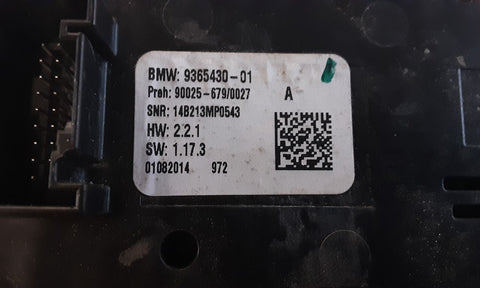 BMW: 9365430-01
Preh: 90025-679/0027 A
SNR: 14B213MP0543
HW: 2.2.1
SW: 1.17.3
01082014 972